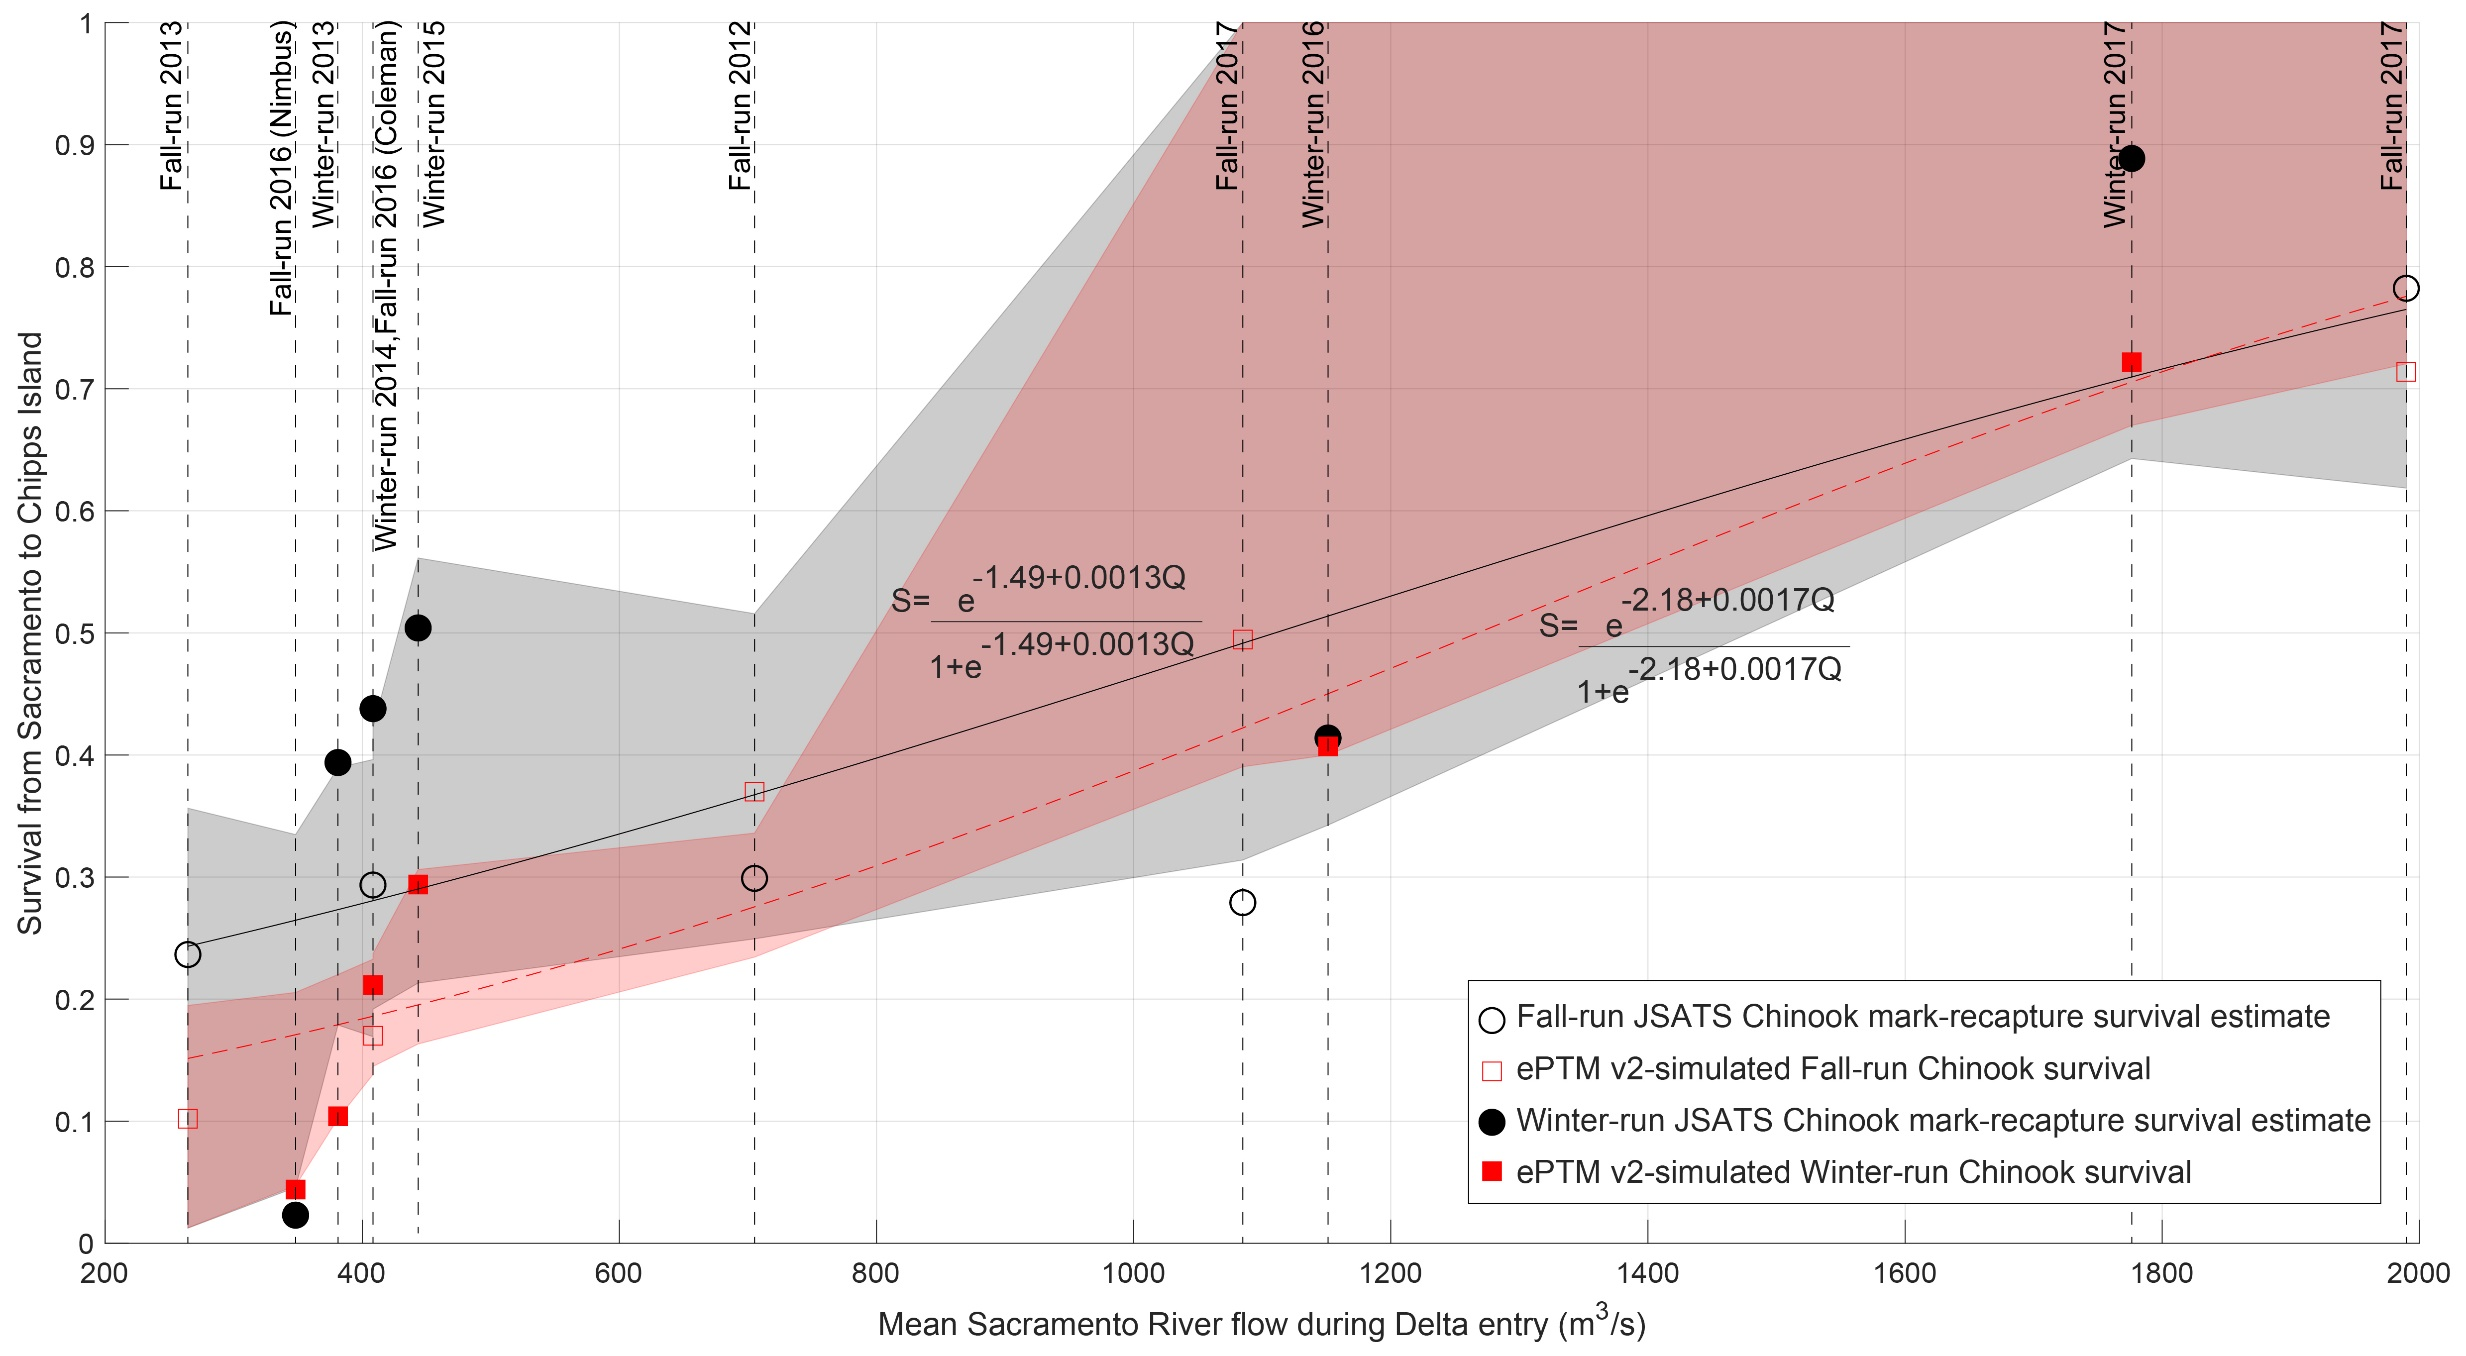 Fall-run 2013
Fall-run 2016 (Nimbus)
Winter-run 2013
Winter-run 2014,Fall-run 2016 (Coleman)
Winter-run 2015
Fall-run 2012
Fall-run 2017
Winter-run 2016
Winter-run 2017
Fall-run 2017
Survival from Sacramento to Chipps Island
1
0.9
0.8
0.7
0.6
0.5
0.4
0.3
0.2
0.1
0
S= e-1.49+0.0013Q
1+e-1.49+0.0013Q
S= e-2.18+0.0017Q
1+e-2.18+0.0017Q
Fall-run JSATS Chinook mark-recapture survival estimate
ePTM v2-simulated Fall-run Chinook survival
Winter-run JSATS Chinook mark-recapture survival estimate
ePTM v2-simulated Winter-run Chinook survival
200 400 600 800 1000 1200 1400 1600 1800 2000
Mean Sacramento River flow during Delta entry (m3/s)